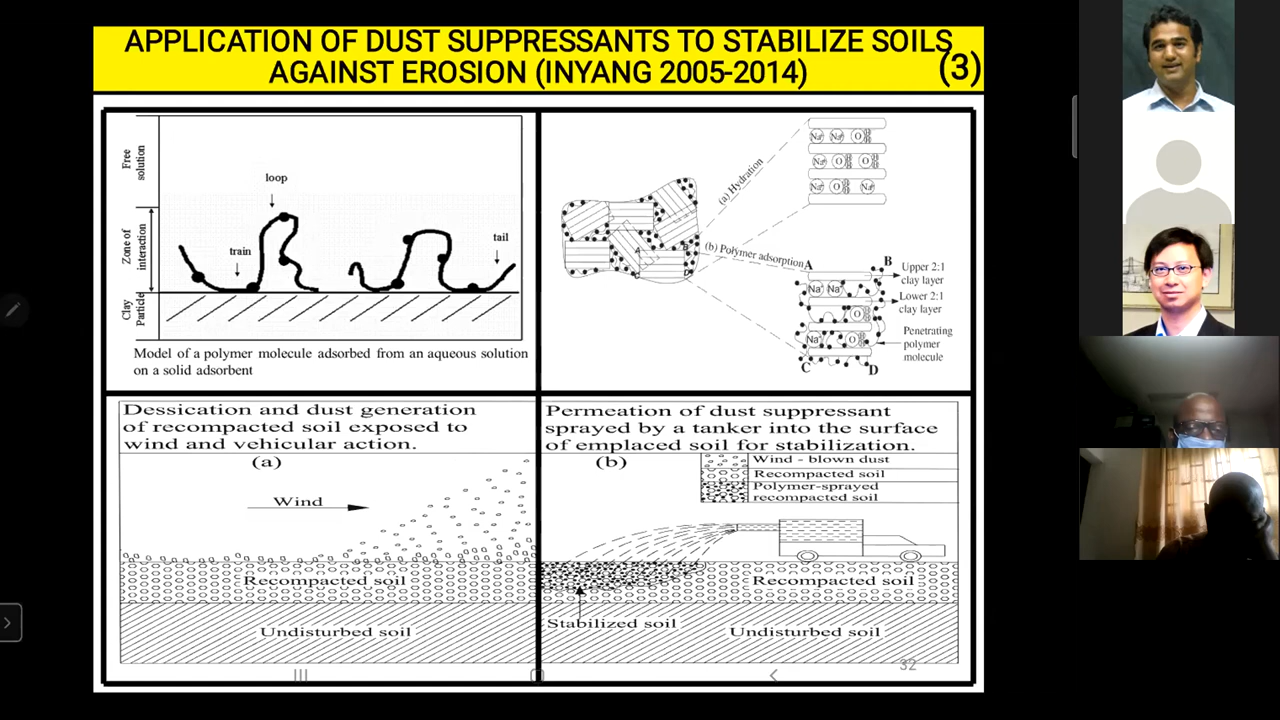 APPLICATION OF DUST SUPPRESSANTS TO STABILIZE SOILS
AGAINST EROSION (INYANG 2005-2014)
(3)
Free
solution
Zone of
interaction
Clay
Particle
loop
train
tail
Model of a polymer molecule adsorbed from an aqueous solution
on a solid adsorbent
(a) Hydration
(b) Polymer adsorption
Na Na O
Na O O
Na O Na
A
B
C
D
A
B
Na Na
O
Na O
C
D
Upper 2:1
clay layer
Lower 2:1
clay layer
Penetrating
polymer
molecule
Dessication and dust generation
of recompacted soil exposed to
wind and vehicular action.
(a)
Wind
Recompacted soil
Undisturbed soil
Permeation of dust suppressant
sprayed by a tanker into the surface
of emplaced soil for stabilization.
(b)
Wind - blown dust
Recompacted soil
Polymer-sprayed
recompacted soil
Recompacted soil
Stabilized soil
Undisturbed soil
32